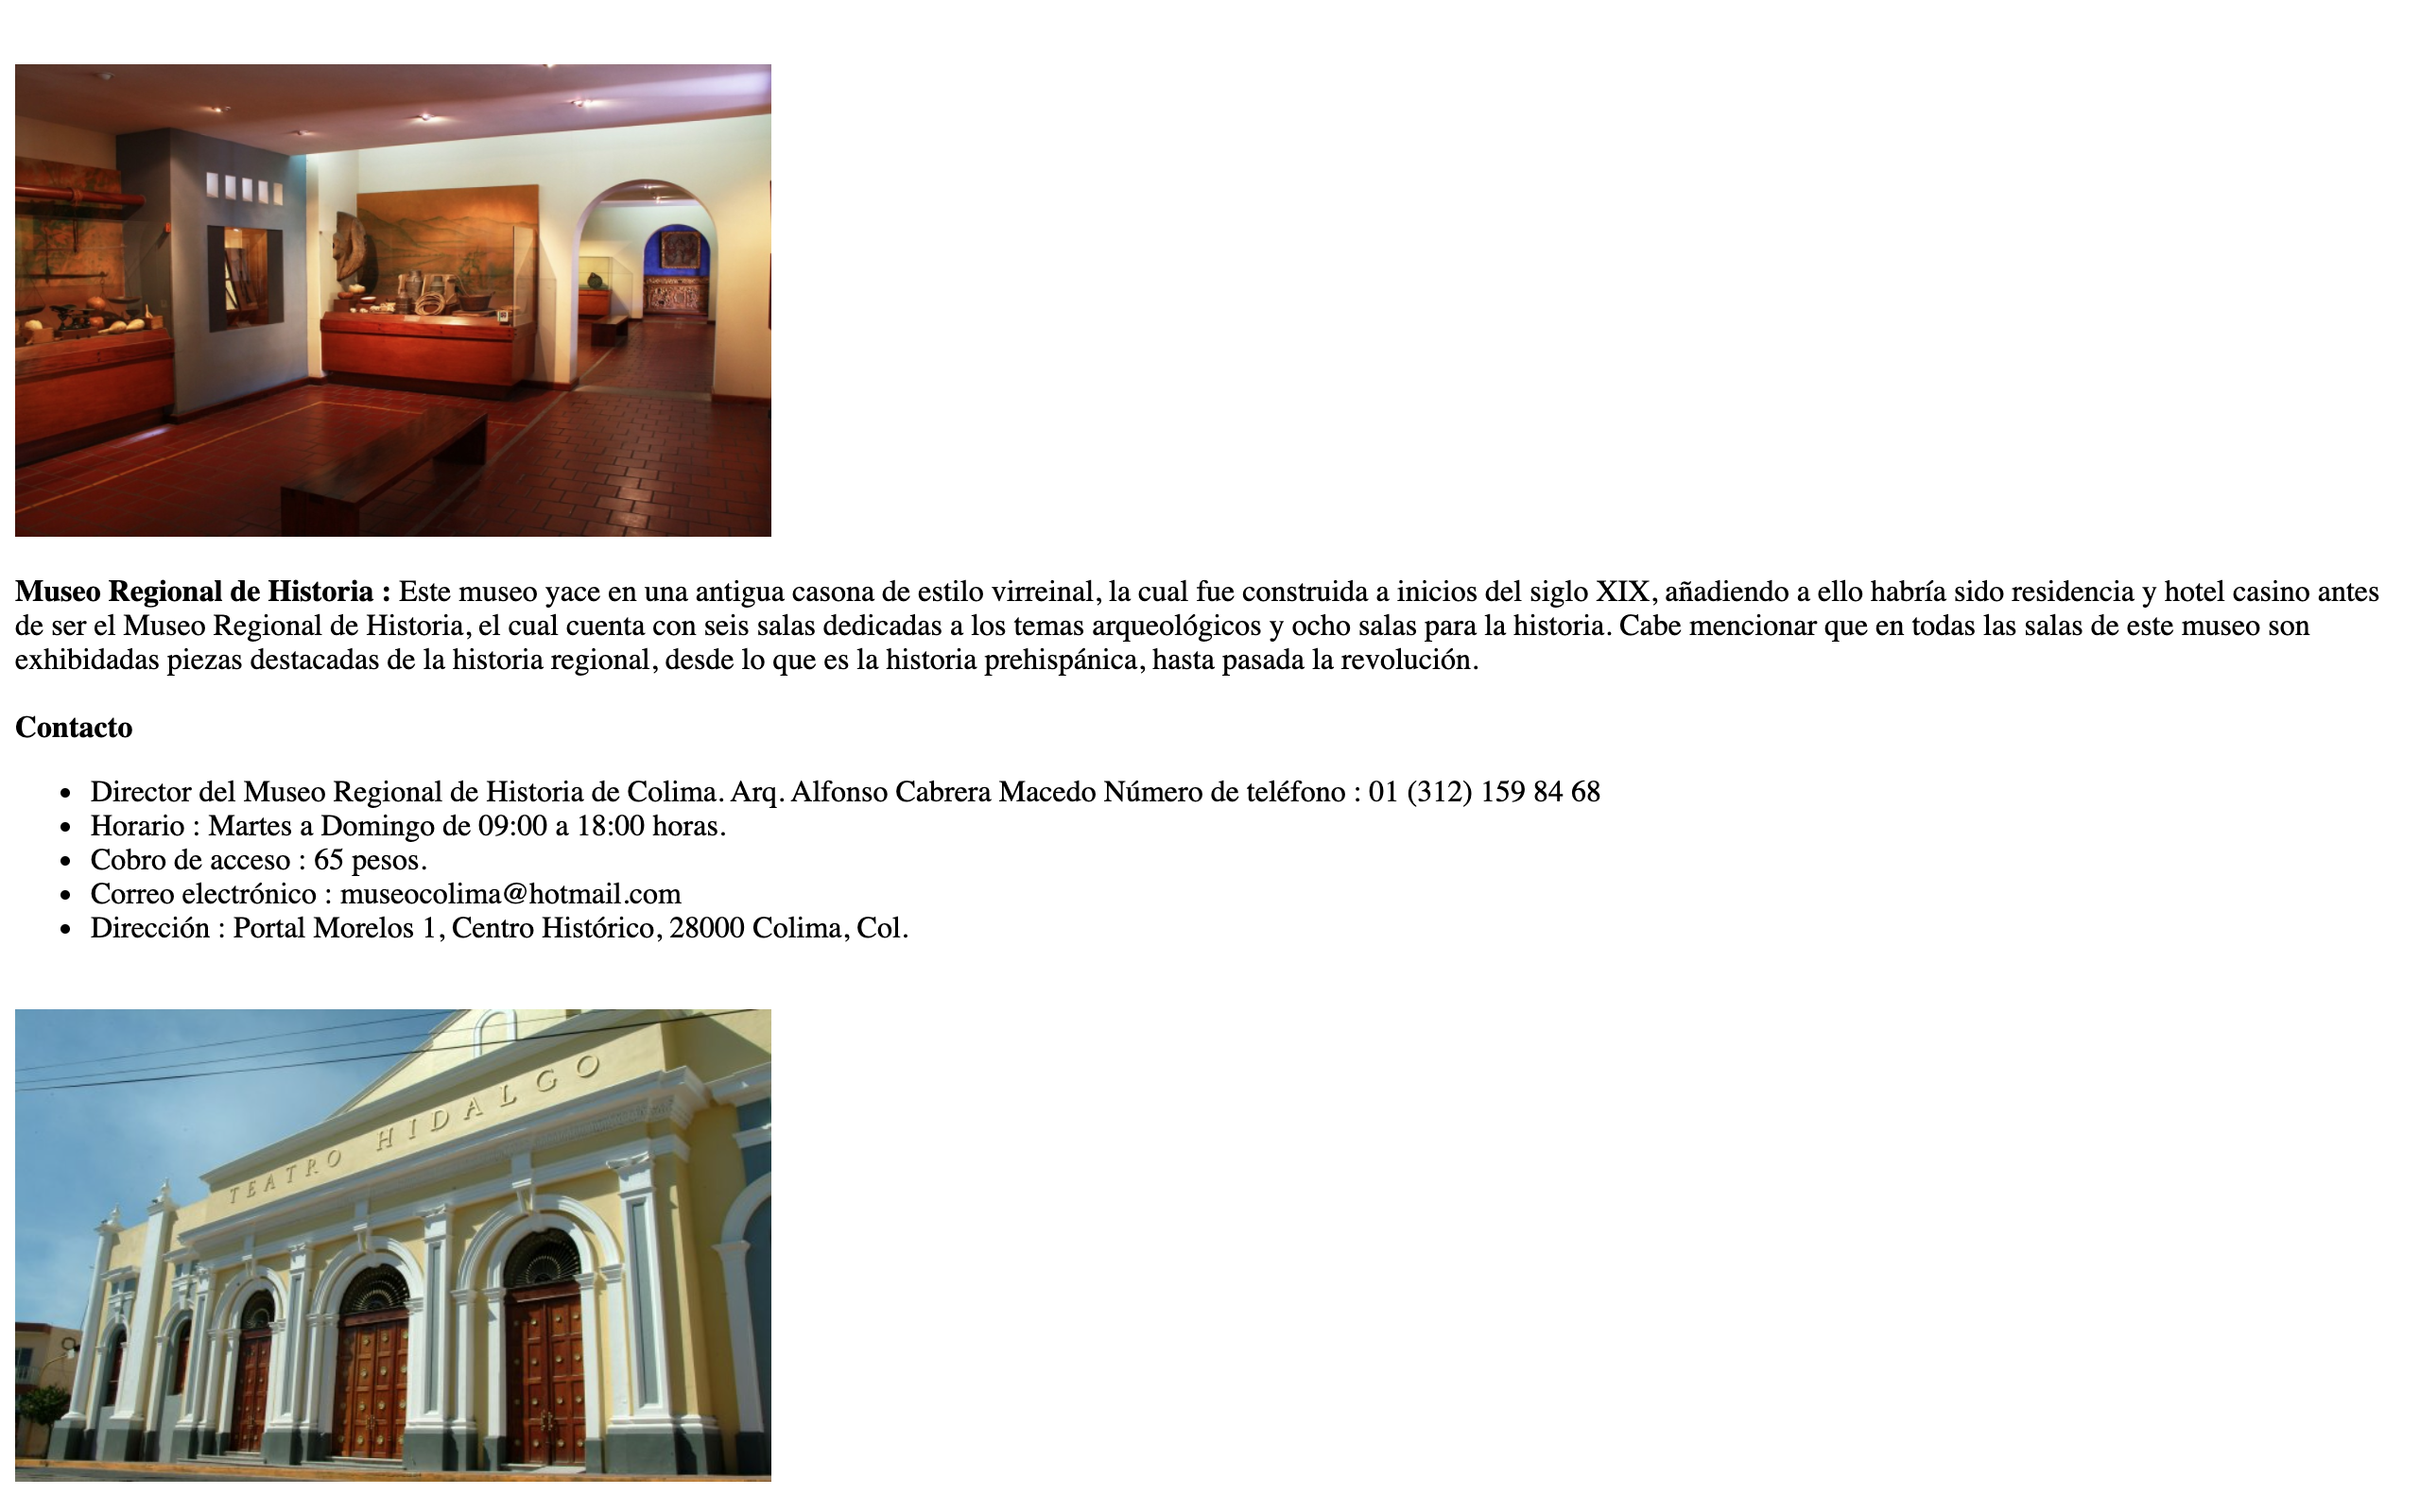 Museo Regional de Historia : Este museo yace en una antigua casona de estilo virreinal, la cual fue construida a inicios del siglo XIX, añadiendo a ello habría sido residencia y hotel casino antes
de ser el Museo Regional de Historia, el cual cuenta con seis salas dedicadas a los temas arqueológicos y ocho salas para la historia. Cabe mencionar que en todas las salas de este museo son
exhibidadas piezas destacadas de la historia regional, desde lo que es la historia prehispánica, hasta pasada la revolución.
Contacto
• Director del Museo Regional de Historia de Colima. Arq. Alfonso Cabrera Macedo Número de teléfono : 01 (312) 159 84 68
• Horario : Martes a Domingo de 09:00 a 18:00 horas.
• Cobro de acceso : 65 pesos.
• Correo electrónico : museocolima@hotmail.com
• Dirección : Portal Morelos 1, Centro Histórico, 28000 Colima, Col.
TEATRO HIDALGO